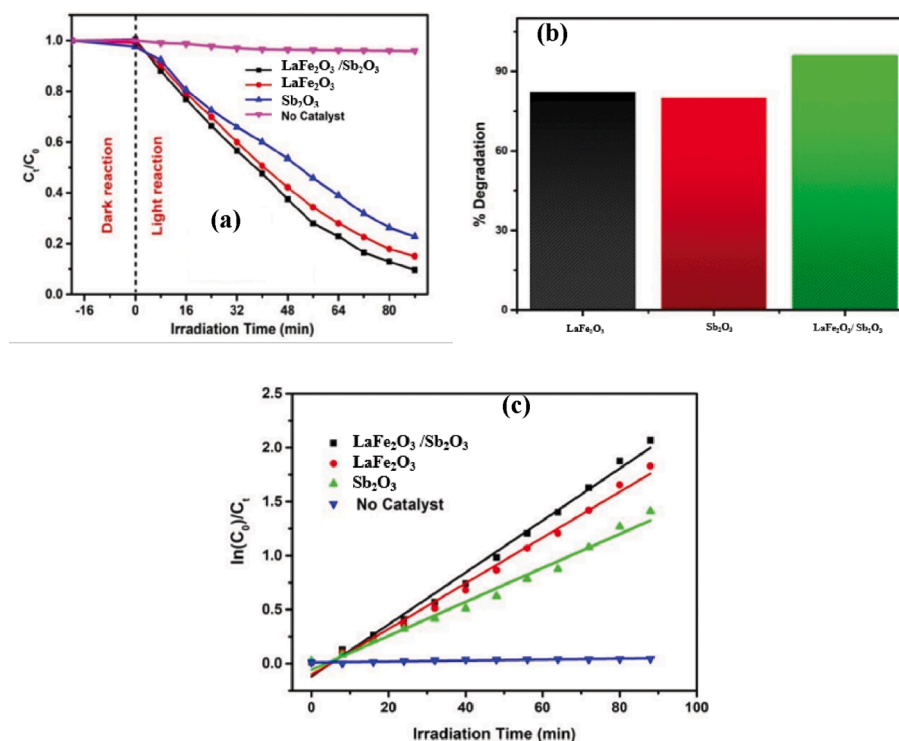 (a)
1.0
0.8
0.6
0.4
0.2
0.0
Cₜ/C₀
Dark reaction
Light reaction
LaFe₂O₃ /Sb₂O₃
LaFe₂O₃
Sb₂O₃
No Catalyst
-16 0 16 32 48 64 80
Irradiation Time (min)
(b)
90
60
30
0
% Degradation
LaFe₂O₃ Sb₂O₃ LaFe₂O₃/ Sb₂O₃
(c)
2.5
2.0
1.5
1.0
0.5
0.0
ln(C₀)/Cₜ
LaFe₂O₃ /Sb₂O₃
LaFe₂O₃
Sb₂O₃
No Catalyst
0 20 40 60 80 100
Irradiation Time (min)